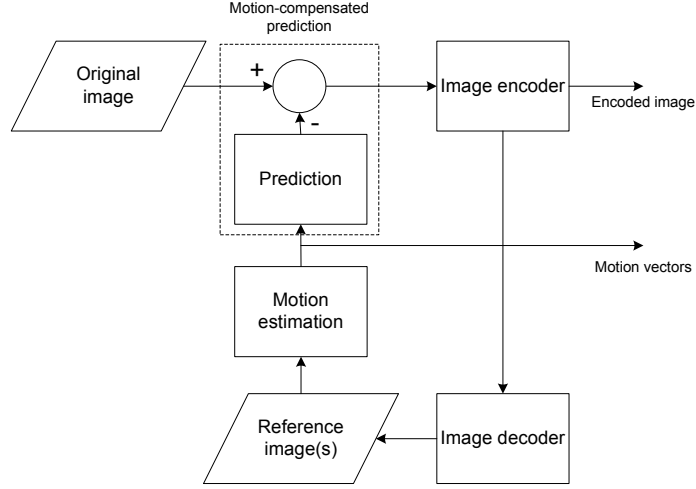 Motion-compensated
prediction
Original
image
+
Image encoder
Encoded image
-
Prediction
Motion vectors
Motion
estimation
Reference
image(s)
Image decoder